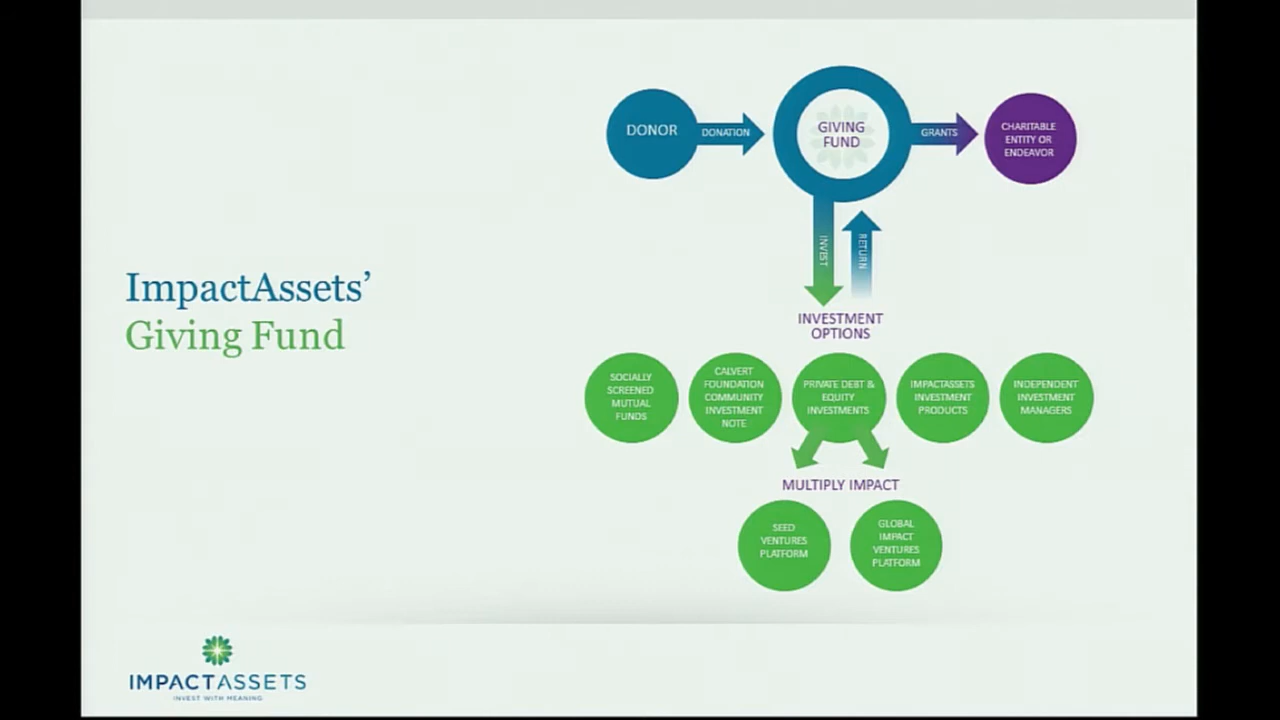 ImpactAssets’
Giving Fund
DONOR
DONATION
GIVING
FUND
GRANTS
CHARITABLE
ENTITY OR
ENDEAVOR
INVEST
RETURN
INVESTMENT
OPTIONS
SOCIALLY
SCREENED
MUTUAL
FUNDS
CALVERT
FOUNDATION
COMMUNITY
INVESTMENT
NOTE
PRIVATE DEBT &
EQUITY
INVESTMENTS
IMPACTASSETS
INVESTMENT
PRODUCTS
INDEPENDENT
INVESTMENT
MANAGERS
MULTIPLY IMPACT
SEED
VENTURES
PLATFORM
GLOBAL
IMPACT
VENTURES
PLATFORM
IMPACTASSETS
INVEST WITH MEANING